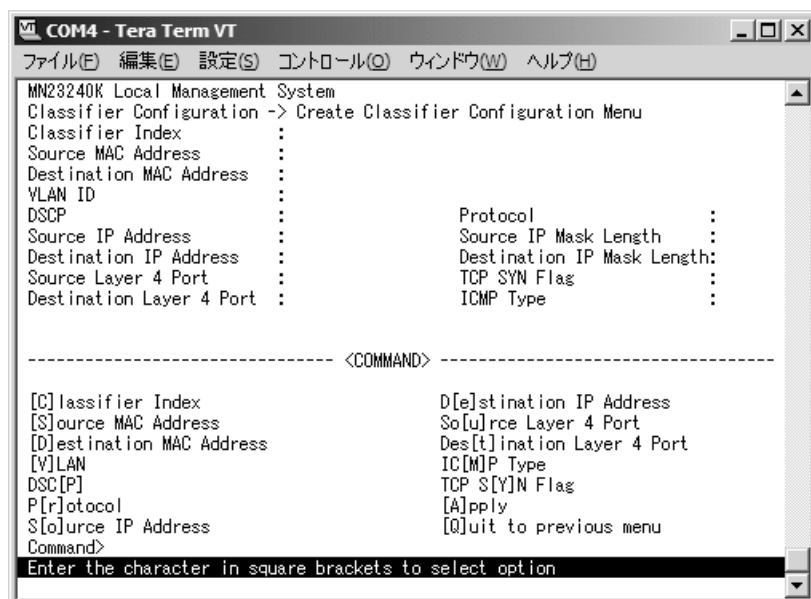 COM4 - Tera Term VT
ファイル(F) 編集(E) 設定(S) コントロール(O) ウィンドウ(W) ヘルプ(H)
MN23240K Local Management System
Classifier Configuration -> Create Classifier Configuration Menu
Classifier Index :
Source MAC Address :
Destination MAC Address :
VLAN ID :
DSCP : Protocol :
Source IP Address : Source IP Mask Length :
Destination IP Address : Destination IP Mask Length:
Source Layer 4 Port : TCP SYN Flag :
Destination Layer 4 Port : ICMP Type :
-------------------------------- <COMMAND> -----------------------------------
[C]lassifier Index D[e]stination IP Address
[S]ource MAC Address So[u]rce Layer 4 Port
[D]estination MAC Address Des[t]ination Layer 4 Port
[V]LAN IC[M]P Type
DSC[P] TCP S[Y]N Flag
P[r]otocol [A]pply
S[o]urce IP Address [Q]uit to previous menu
Command>
Enter the character in square brackets to select option